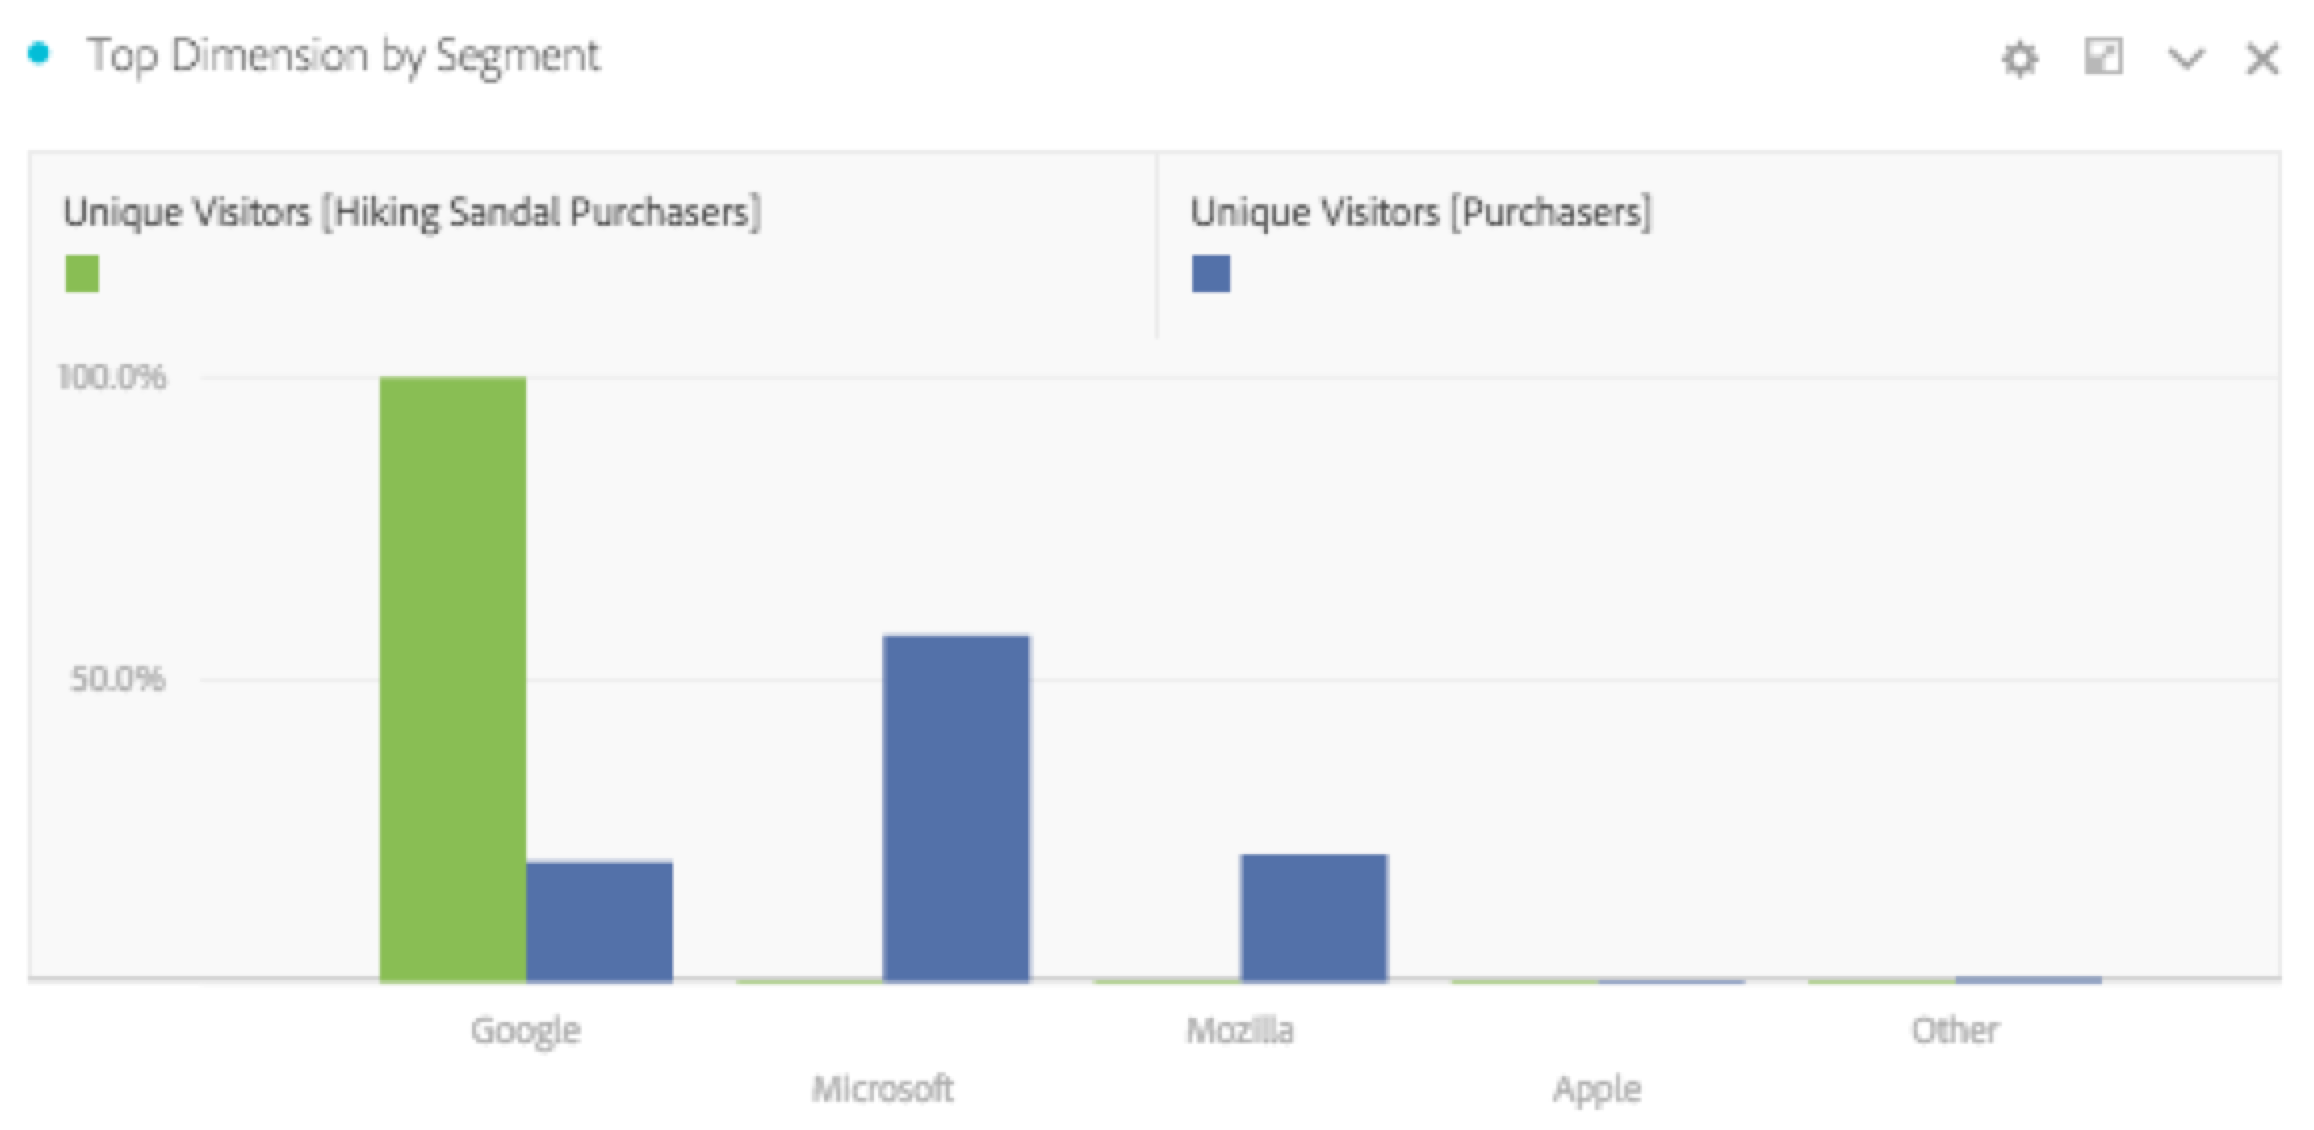 Top Dimension by Segment
Unique Visitors [Hiking Sandal Purchasers]
Unique Visitors [Purchasers]
100.0%
50.0%
Google
Microsoft
Mozilla
Apple
Other